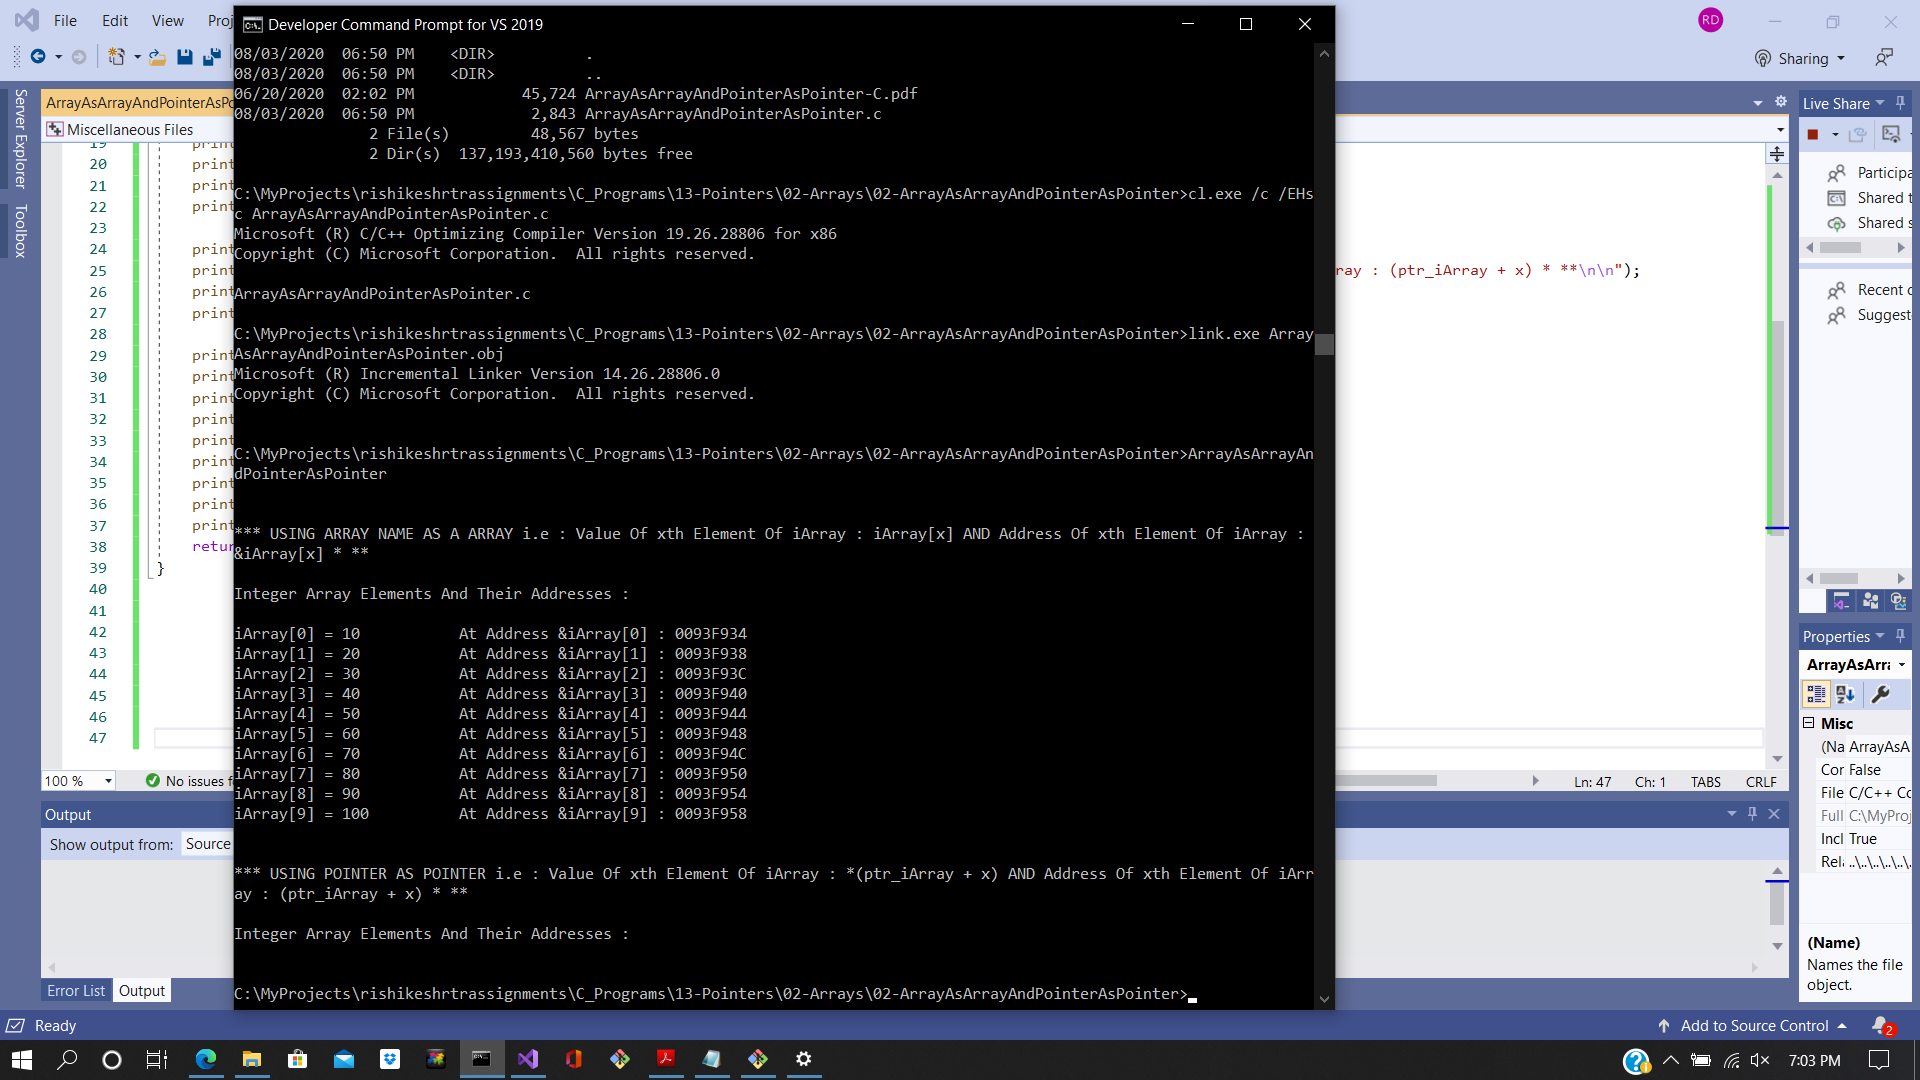 File Edit View Proj
Developer Command Prompt for VS 2019
RD
Sharing
Server Explorer
Toolbox
ArrayAsArrayAndPointerAsPo
Miscellaneous Files
08/03/2020  06:50 PM    <DIR>          .
08/03/2020  06:50 PM    <DIR>          ..
06/20/2020  02:02 PM            45,724 ArrayAsArrayAndPointerAsPointer-C.pdf
08/03/2020  06:50 PM             2,843 ArrayAsArrayAndPointerAsPointer.c
2 File(s)         48,567 bytes
2 Dir(s)  137,193,410,560 bytes free
C:\MyProjects\rishikeshrtrassignments\C_Programs\13-Pointers\02-Arrays\02-ArrayAsArrayAndPointerAsPointer>cl.exe /c /EHs
c ArrayAsArrayAndPointerAsPointer.c
Microsoft (R) C/C++ Optimizing Compiler Version 19.26.28806 for x86
Copyright (C) Microsoft Corporation.  All rights reserved.
ArrayAsArrayAndPointerAsPointer.c
C:\MyProjects\rishikeshrtrassignments\C_Programs\13-Pointers\02-Arrays\02-ArrayAsArrayAndPointerAsPointer>link.exe Array
AsArrayAndPointerAsPointer.obj
Microsoft (R) Incremental Linker Version 14.26.28806.0
Copyright (C) Microsoft Corporation.  All rights reserved.
C:\MyProjects\rishikeshrtrassignments\C_Programs\13-Pointers\02-Arrays\02-ArrayAsArrayAndPointerAsPointer>ArrayAsArrayAn
dPointerAsPointer
*** USING ARRAY NAME AS A ARRAY i.e : Value Of xth Element Of iArray : iArray[x] AND Address Of xth Element Of iArray :
&iArray[x] * **
Integer Array Elements And Their Addresses :
iArray[0] = 10           At Address &iArray[0] : 0093F934
iArray[1] = 20           At Address &iArray[1] : 0093F938
iArray[2] = 30           At Address &iArray[2] : 0093F93C
iArray[3] = 40           At Address &iArray[3] : 0093F940
iArray[4] = 50           At Address &iArray[4] : 0093F944
iArray[5] = 60           At Address &iArray[5] : 0093F948
iArray[6] = 70           At Address &iArray[6] : 0093F94C
iArray[7] = 80           At Address &iArray[7] : 0093F950
iArray[8] = 90           At Address &iArray[8] : 0093F954
iArray[9] = 100          At Address &iArray[9] : 0093F958
*** USING POINTER AS POINTER i.e : Value Of xth Element Of iArray : *(ptr_iArray + x) AND Address Of xth Element Of iArr
ay : (ptr_iArray + x) * **
Integer Array Elements And Their Addresses :
C:\MyProjects\rishikeshrtrassignments\C_Programs\13-Pointers\02-Arrays\02-ArrayAsArrayAndPointerAsPointer>
19 print
20 print
21 print
22 print
23
24 print
25 print
ray : (ptr_iArray + x) * **\n\n");
26 print
27 print
28
29 print
30 print
31 print
32 print
33 print
34 print
35 print
36 print
37 print
38 retur
39 }
40
41
42
43
44
45
46
47
100 % No issues f
Ln: 47 Ch: 1 TABS CRLF
Output
Show output from: Source
Error List Output
Live Share
Participa
Shared t
Shared s
Recent c
Suggest
Properties
ArrayAsArra
Misc
(Na ArrayAsA
Cor False
File C/C++ Co
Full C:\MyProj
Incl True
Rela ..\..\..\..\..\
(Name)
Names the file
object.
Ready
Add to Source Control 2
7:03 PM